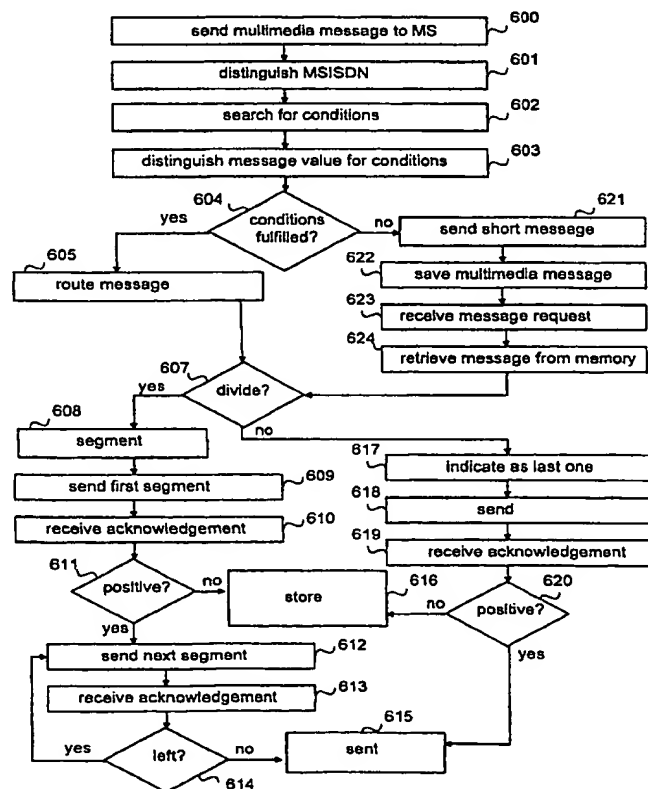 send multimedia message to MS 600
distinguish MSISDN 601
search for conditions 602
distinguish message value for conditions 603
604 conditions fulfilled?
yes
no
605
route message
621
send short message
622
save multimedia message
623
receive message request
624
retrieve message from memory
607
divide?
yes
no
608
segment
send first segment 609
receive acknowledgement 610
611
positive?
no
yes
617
indicate as last one
618
send
619
receive acknowledgement
616
store
620
positive?
no
yes
send next segment 612
receive acknowledgement 613
left?
yes
no
614
615
sent